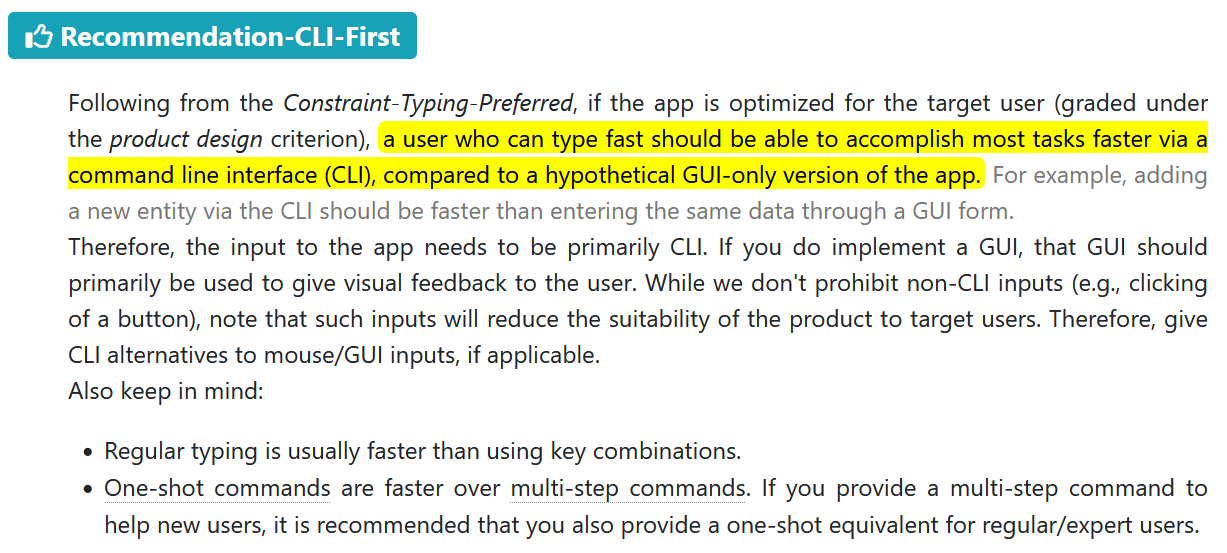 Recommendation-CLI-First
Following from the Constraint-Typing-Preferred, if the app is optimized for the target user (graded under
the product design criterion), a user who can type fast should be able to accomplish most tasks faster via a
command line interface (CLI), compared to a hypothetical GUI-only version of the app. For example, adding
a new entity via the CLI should be faster than entering the same data through a GUI form.
Therefore, the input to the app needs to be primarily CLI. If you do implement a GUI, that GUI should
primarily be used to give visual feedback to the user. While we don't prohibit non-CLI inputs (e.g., clicking
of a button), note that such inputs will reduce the suitability of the product to target users. Therefore, give
CLI alternatives to mouse/GUI inputs, if applicable.
Also keep in mind:
• Regular typing is usually faster than using key combinations.
• One-shot commands are faster over multi-step commands. If you provide a multi-step command to
help new users, it is recommended that you also provide a one-shot equivalent for regular/expert users.